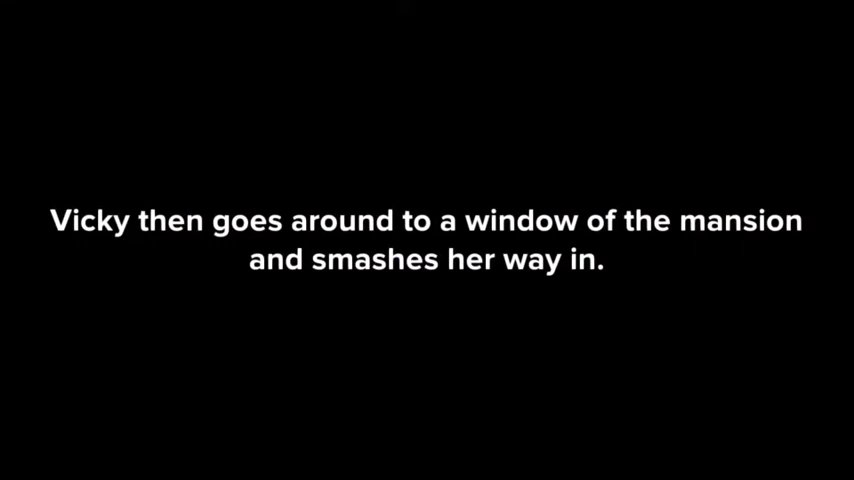 Vicky then goes around to a window of the mansion
and smashes her way in.